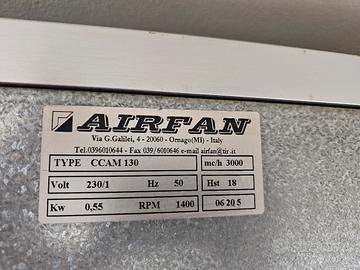 AIRFAN
Via G.Galilei, 4 - 20060 - Ornago(MI) - Italy
Tel.0396010644 - Fax 039/6010646 e-mail airfan@tir.it
TYPE CCAM 130 mc/h 3000
Volt 230/1 Hz 50 Hst 18
Kw 0,55 RPM 1400 06 20 5